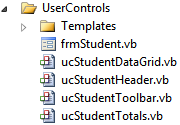 UserControls
Templates
frmStudent.vb
ucStudentDataGrid.vb
ucStudentHeader.vb
ucStudentToolbar.vb
ucStudentTotals.vb